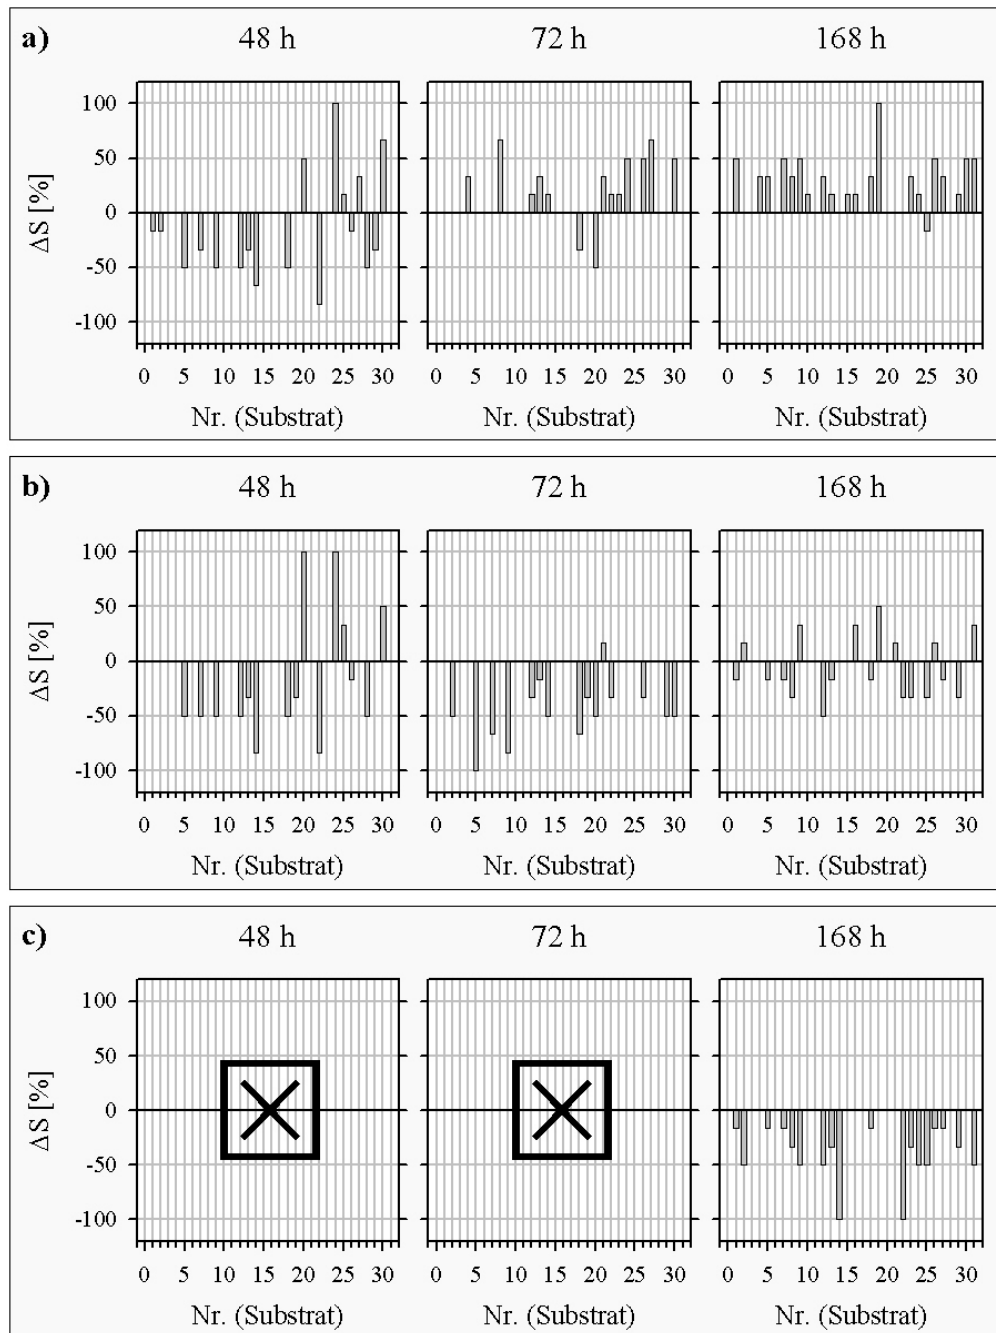 a) 48 h 72 h 168 h
100
50
0
-50
-100
ΔS [%]
0 5 10 15 20 25 30 0 5 10 15 20 25 30 0 5 10 15 20 25 30
Nr. (Substrat) Nr. (Substrat) Nr. (Substrat)
b) 48 h 72 h 168 h
100
50
0
-50
-100
ΔS [%]
0 5 10 15 20 25 30 0 5 10 15 20 25 30 0 5 10 15 20 25 30
Nr. (Substrat) Nr. (Substrat) Nr. (Substrat)
c) 48 h 72 h 168 h
100
50
0
-50
-100
ΔS [%]
0 5 10 15 20 25 30 0 5 10 15 20 25 30 0 5 10 15 20 25 30
Nr. (Substrat) Nr. (Substrat) Nr. (Substrat)